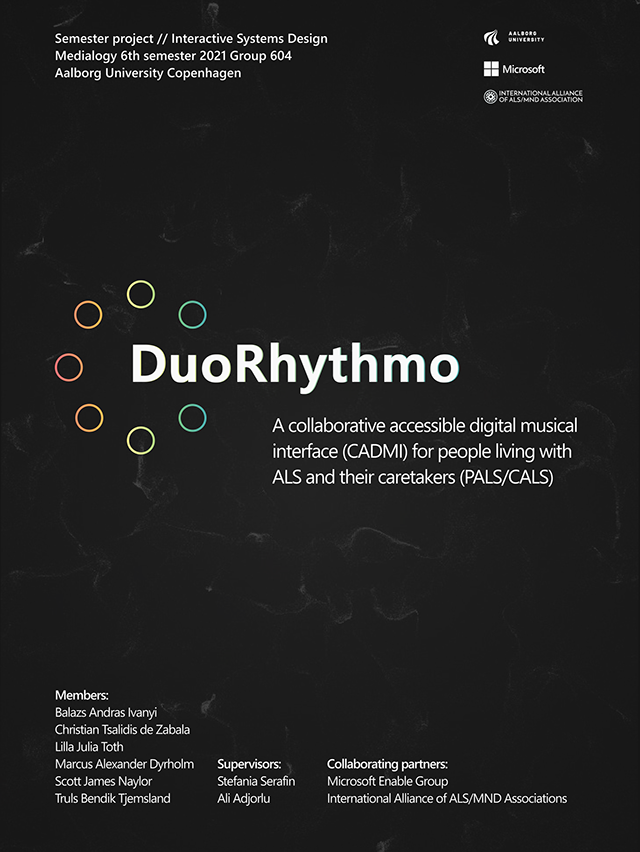 Semester project // Interactive Systems Design
Medialogy 6th semester 2021 Group 604
Aalborg University Copenhagen
AALBORG
UNIVERSITY
Microsoft
INTERNATIONAL ALLIANCE
OF ALS/MND ASSOCIATION
DuoRhythmo
A collaborative accessible digital musical
interface (CADMI) for people living with
ALS and their caretakers (PALS/CALS)
Members:
Balazs Andras Ivanyi
Christian Tsalidis de Zabala
Lilla Julia Toth
Marcus Alexander Dyrholm
Scott James Naylor
Truls Bendik Tjemsland
Supervisors:
Stefania Serafin
Ali Adjorlu
Collaborating partners:
Microsoft Enable Group
International Alliance of ALS/MND Associations